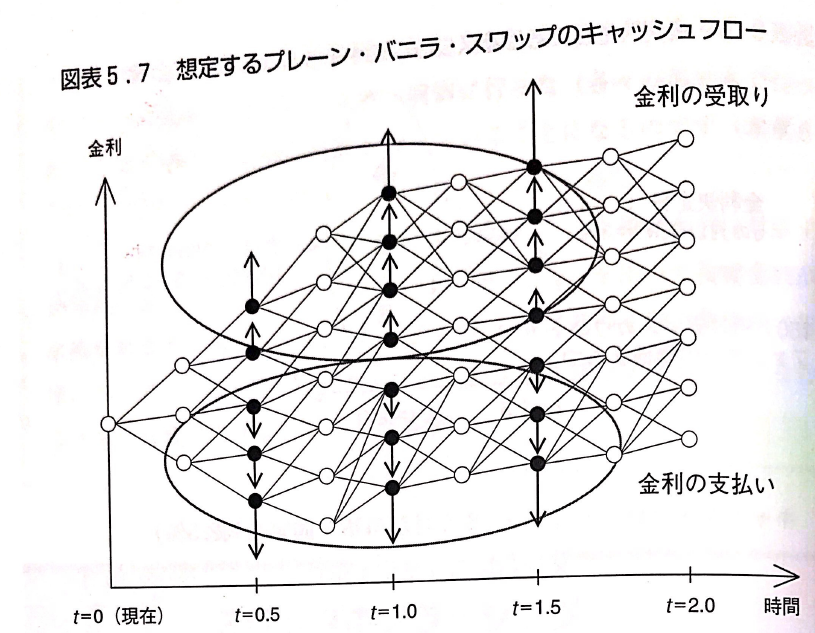 図表5.7 想定するプレーン・バニラ・スワップのキャッシュフロー
金利の受取り
金利
金利の支払い
t=0（現在）
t=0.5
t=1.0
t=1.5
t=2.0
時間